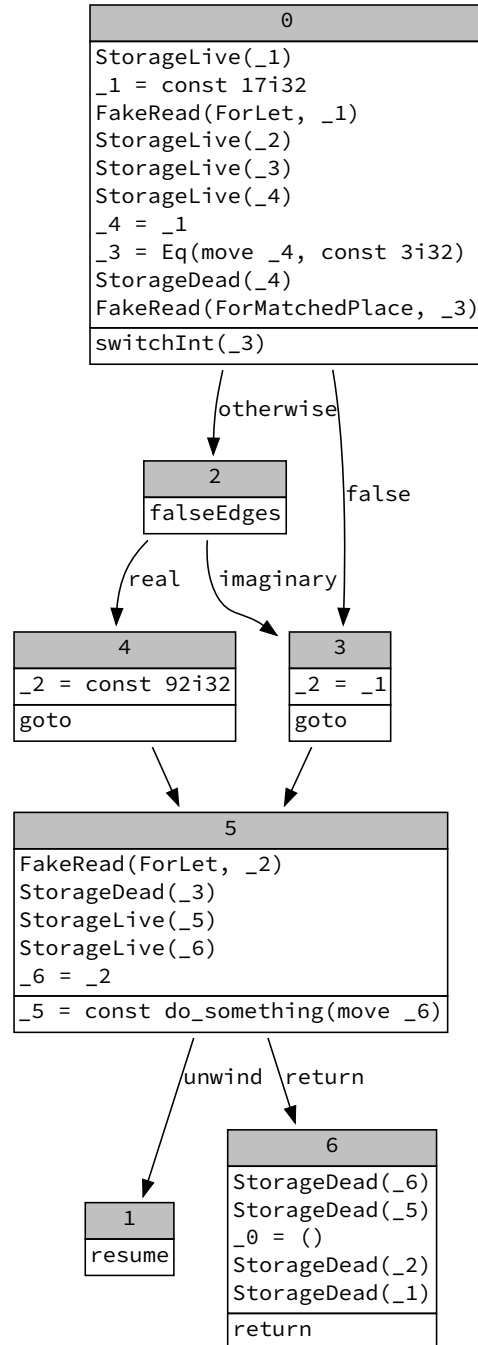 0
StorageLive(_1)
_1 = const 17i32
FakeRead(ForLet, _1)
StorageLive(_2)
StorageLive(_3)
StorageLive(_4)
_4 = _1
_3 = Eq(move _4, const 3i32)
StorageDead(_4)
FakeRead(ForMatchedPlace, _3)
switchInt(_3)
otherwise
false
2
falseEdges
real
imaginary
4
_2 = const 92i32
goto
3
_2 = _1
goto
5
FakeRead(ForLet, _2)
StorageDead(_3)
StorageLive(_5)
StorageLive(_6)
_6 = _2
_5 = const do_something(move _6)
unwind
return
1
resume
6
StorageDead(_6)
StorageDead(_5)
_0 = ()
StorageDead(_2)
StorageDead(_1)
return